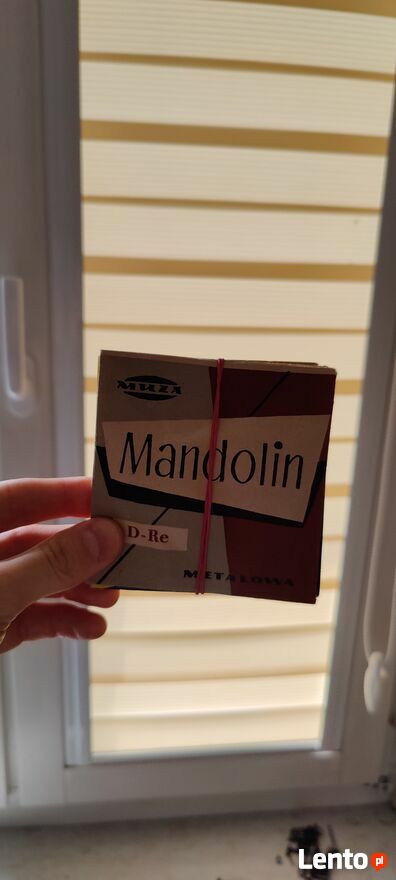 MUZA
Mandolin
D-Re
METALOWA
Lento.pl